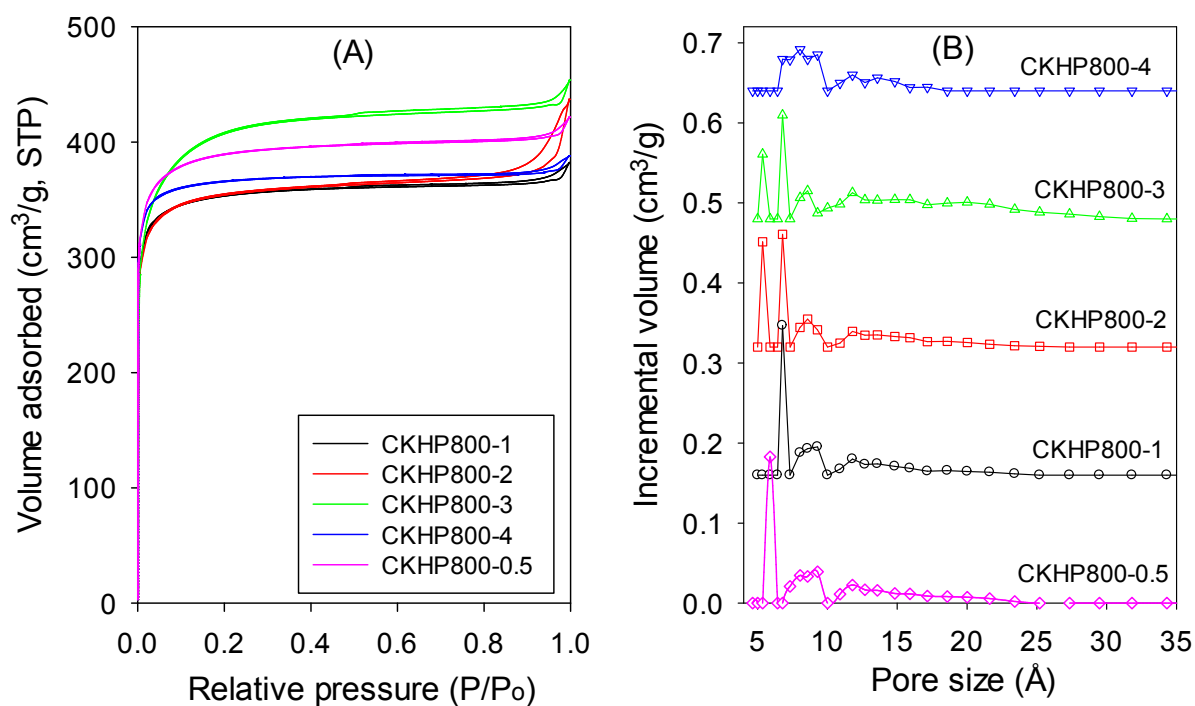 (A)
Volume adsorbed (cm³/g, STP)
500
400
300
200
100
0
CKHP800-1
CKHP800-2
CKHP800-3
CKHP800-4
CKHP800-0.5
0.0 0.2 0.4 0.6 0.8 1.0
Relative pressure (P/Po)
(B)
Incremental volume (cm³/g)
0.7
0.6
0.5
0.4
0.3
0.2
0.1
0.0
CKHP800-4
CKHP800-3
CKHP800-2
CKHP800-1
CKHP800-0.5
5 10 15 20 25 30 35
Pore size (Å)